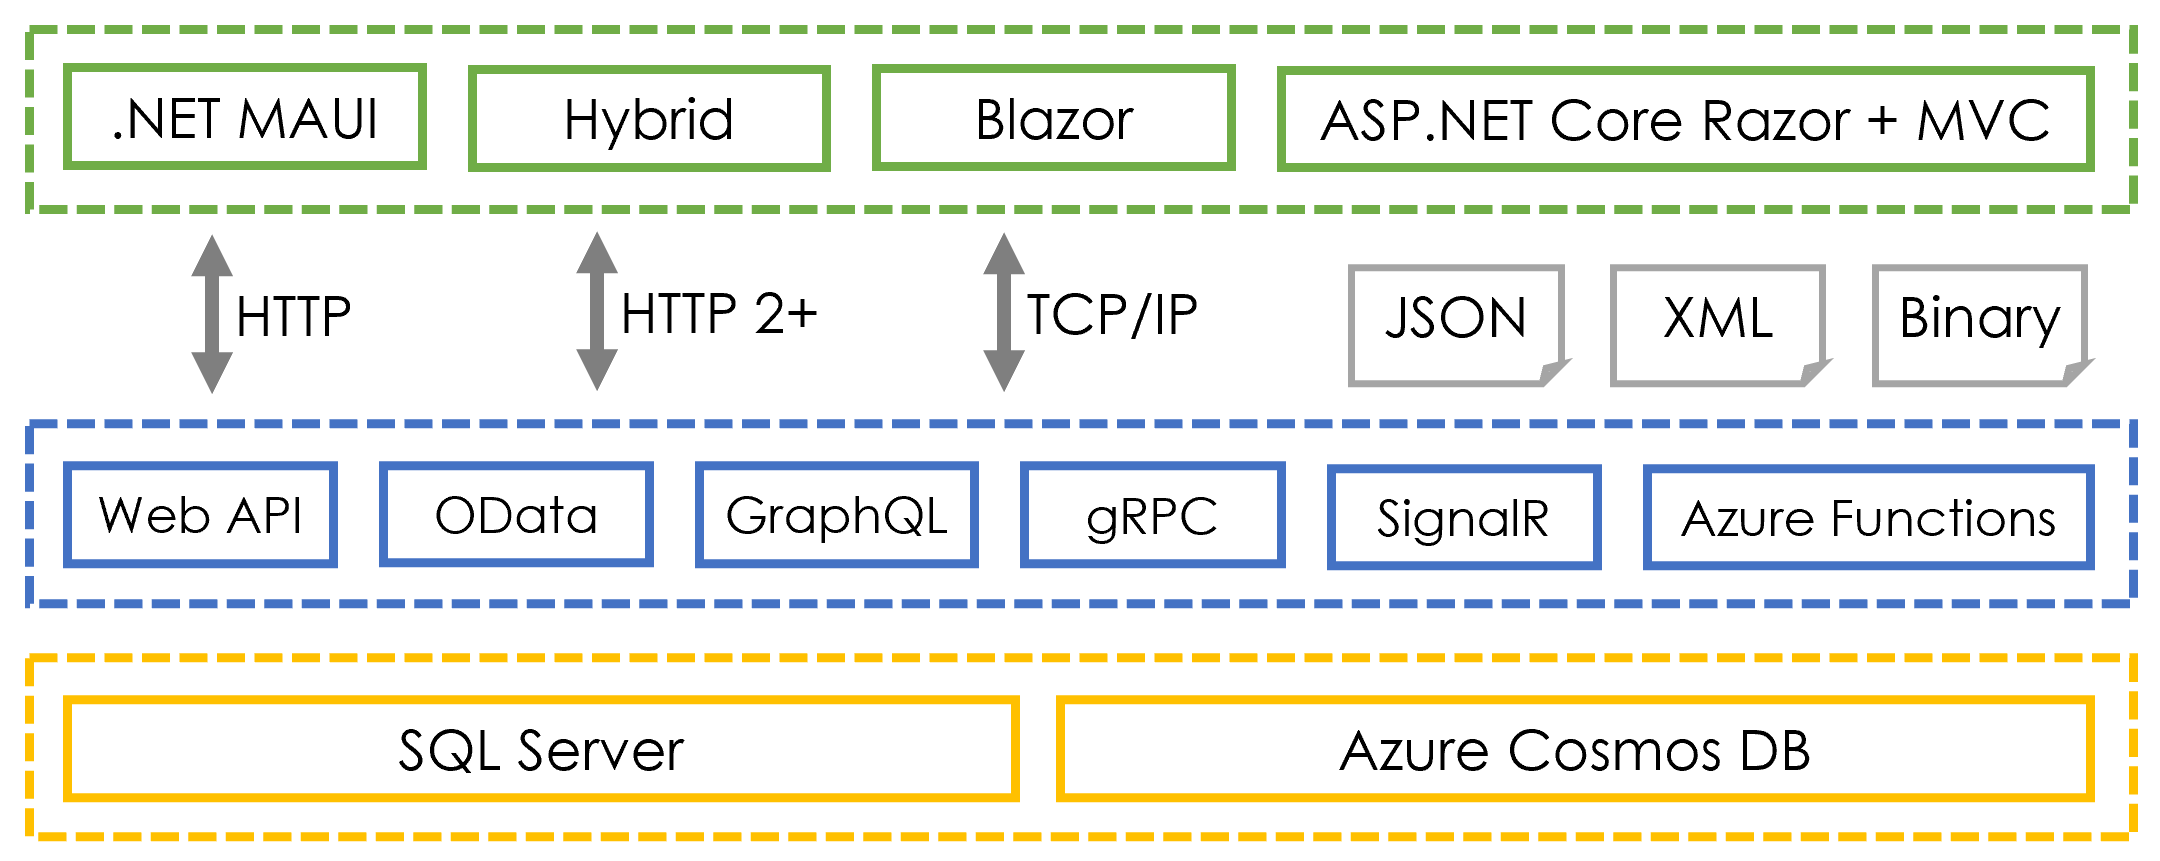 .NET MAUI
Hybrid
Blazor
ASP.NET Core Razor + MVC
HTTP
HTTP 2+
TCP/IP
JSON
XML
Binary
Web API
OData
GraphQL
gRPC
SignalR
Azure Functions
SQL Server
Azure Cosmos DB